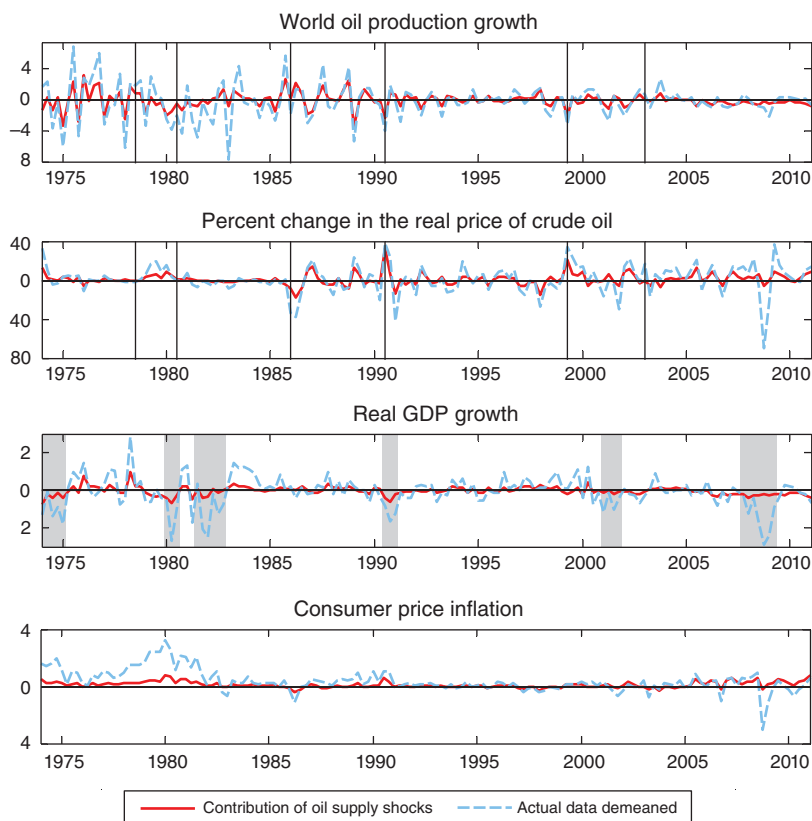 World oil production growth
4
0
−4
8
1975 1980 1985 1990 1995 2000 2005 2010
Percent change in the real price of crude oil
40
0
40
80
1975 1980 1985 1990 1995 2000 2005 2010
Real GDP growth
2
0
2
1975 1980 1985 1990 1995 2000 2005 2010
Consumer price inflation
4
0
4
1975 1980 1985 1990 1995 2000 2005 2010
Contribution of oil supply shocks Actual data demeaned